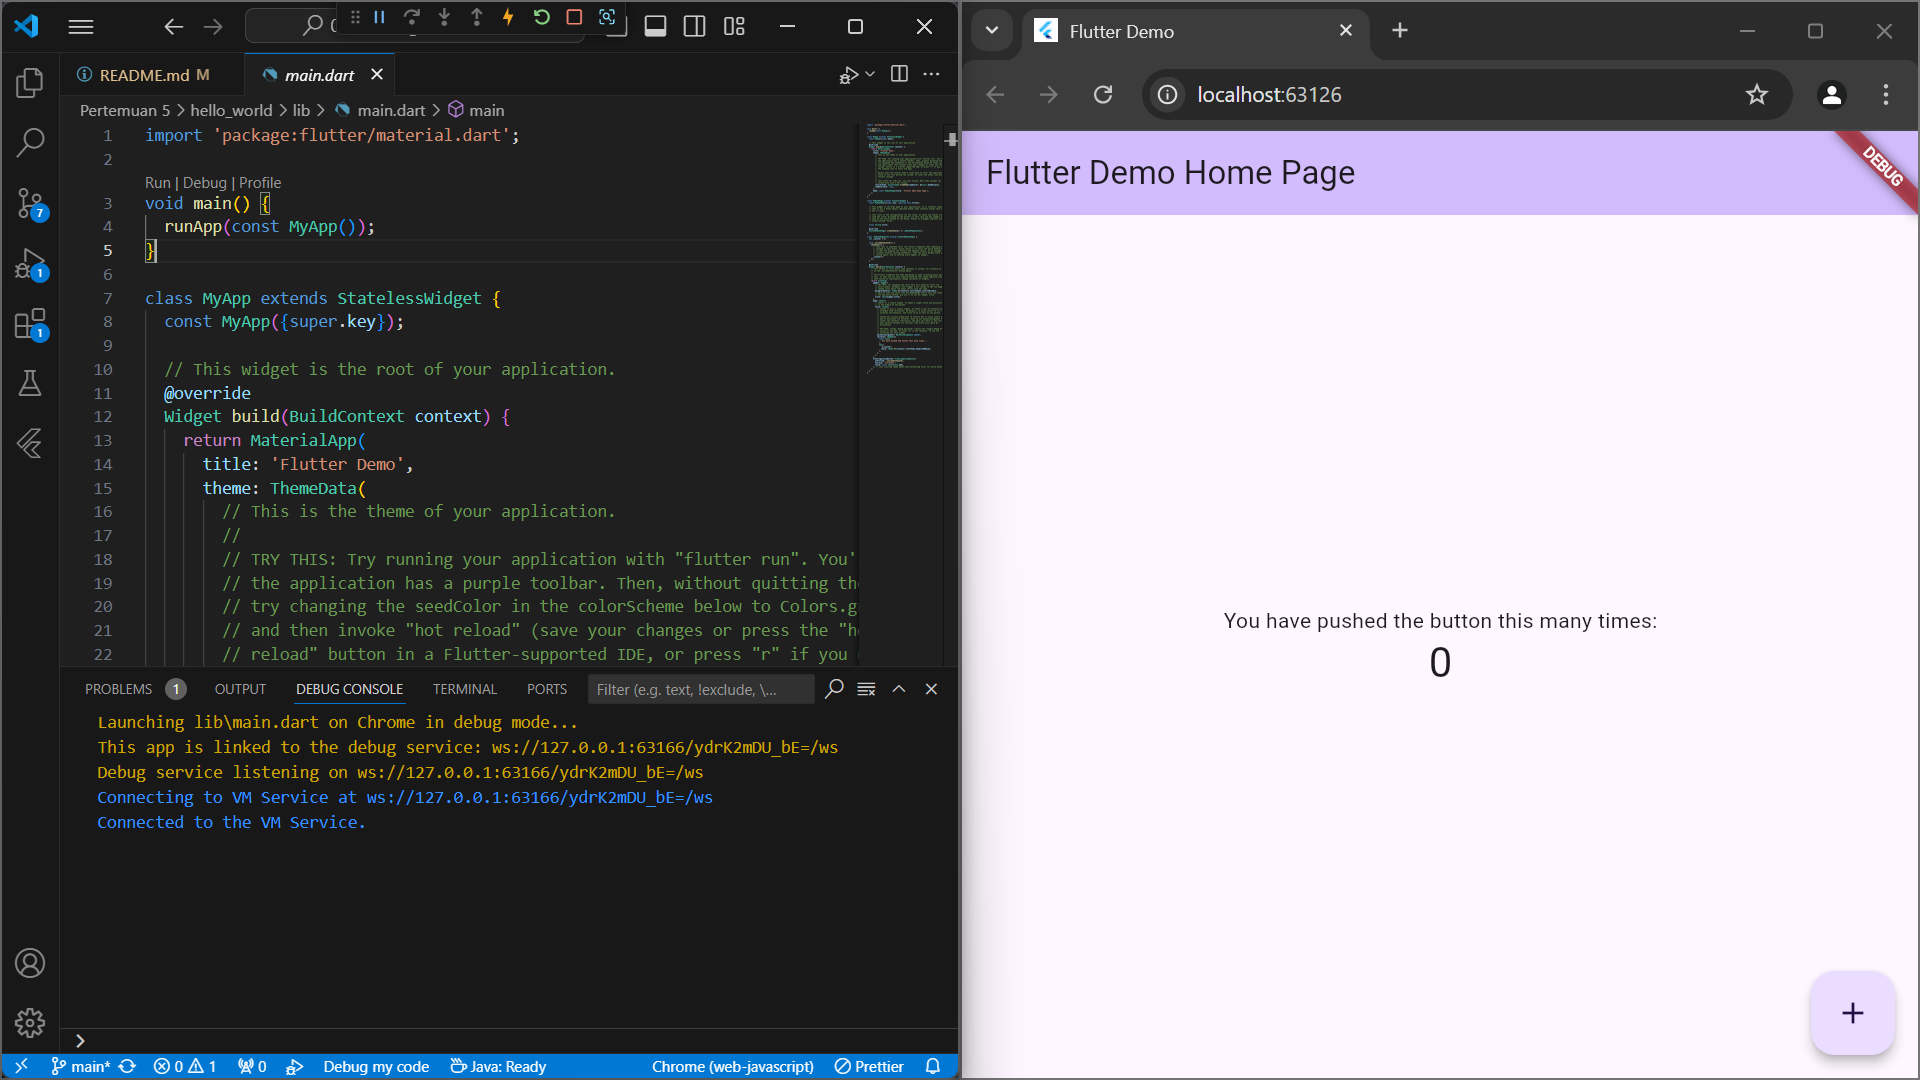 README.md M
main.dart
Pertemuan 5 > hello_world > lib > main.dart > main
1 import 'package:flutter/material.dart';
2
Run | Debug | Profile
3 void main() {
4 runApp(const MyApp());
5 }
6
7 class MyApp extends StatelessWidget {
8 const MyApp({super.key});
9
10 // This widget is the root of your application.
11 @override
12 Widget build(BuildContext context) {
13 return MaterialApp(
14 title: 'Flutter Demo',
15 theme: ThemeData(
16 // This is the theme of your application.
17 //
18 // TRY THIS: Try running your application with "flutter run". You'
19 // the application has a purple toolbar. Then, without quitting the
20 // try changing the seedColor in the colorScheme below to Colors.g
21 // and then invoke "hot reload" (save your changes or press the "h
22 // reload" button in a Flutter-supported IDE, or press "r" if you
7
1
1
PROBLEMS 1 OUTPUT DEBUG CONSOLE TERMINAL PORTS Filter (e.g. text, !exclude, \...
Launching lib\main.dart on Chrome in debug mode...
This app is linked to the debug service: ws://127.0.0.1:63166/ydrK2mDU_bE=/ws
Debug service listening on ws://127.0.0.1:63166/ydrK2mDU_bE=/ws
Connecting to VM Service at ws://127.0.0.1:63166/ydrK2mDU_bE=/ws
Connected to the VM Service.
main* 0 1 0 Debug my code Java: Ready Chrome (web-javascript) Prettier
Flutter Demo
localhost:63126
Flutter Demo Home Page
DEBUG
You have pushed the button this many times:
0